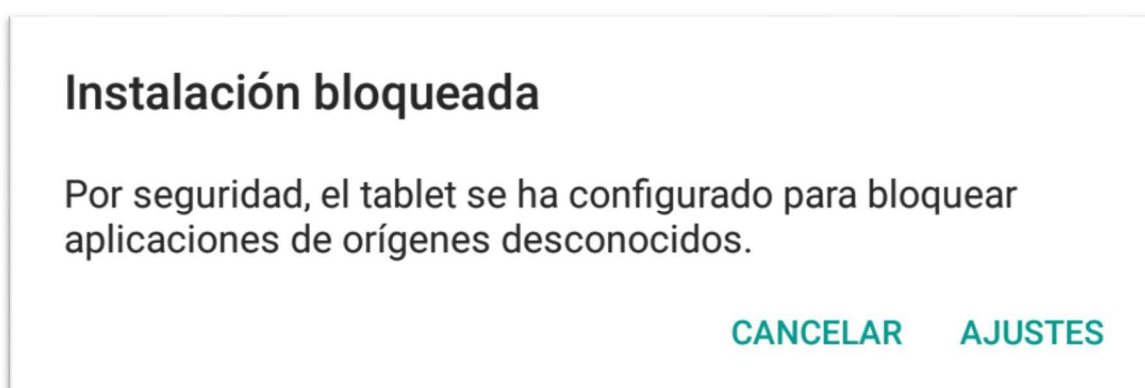 Instalación bloqueada
Por seguridad, el tablet se ha configurado para bloquear
aplicaciones de orígenes desconocidos.
CANCELAR AJUSTES